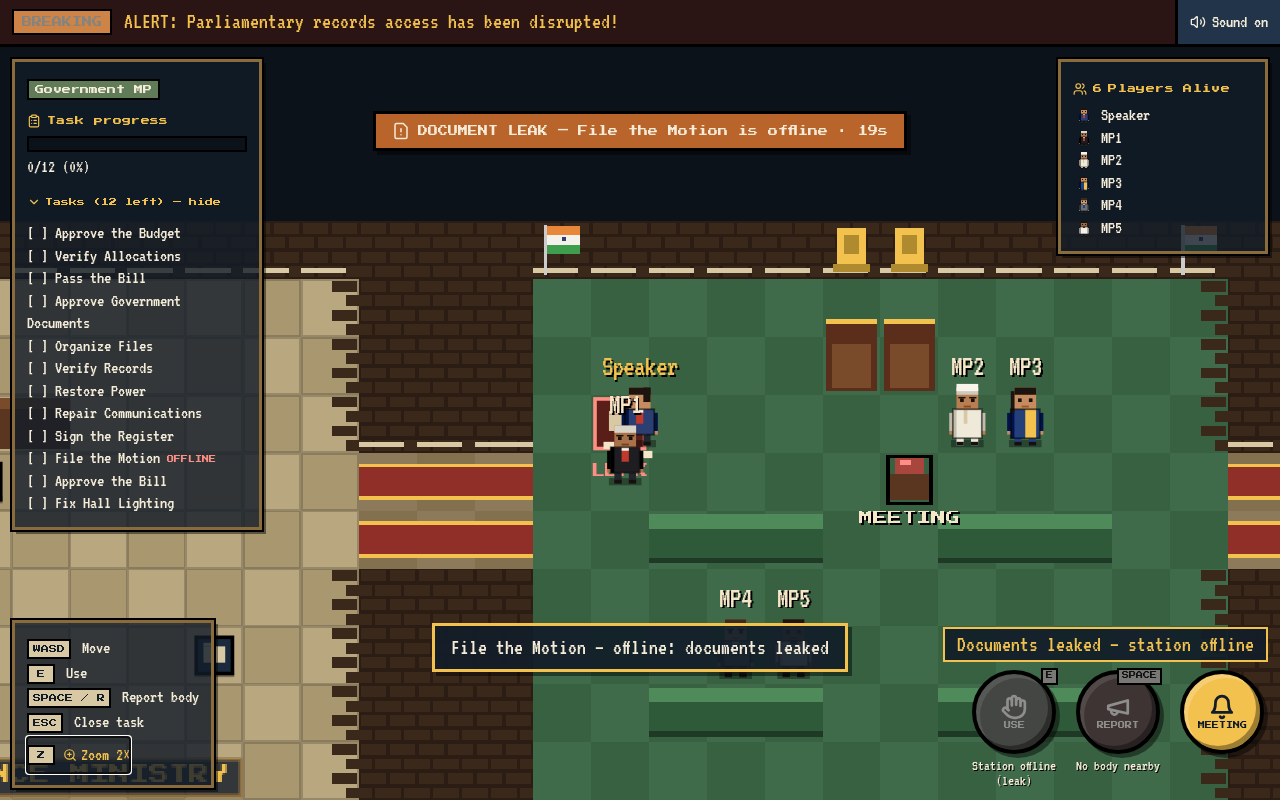 BREAKING
ALERT: Parliamentary records access has been disrupted!
Sound on
Government MP
Task progress
0/12 (0%)
Tasks (12 left) — hide
[ ] Approve the Budget
[ ] Verify Allocations
[ ] Pass the Bill
[ ] Approve Government
Documents
[ ] Organize Files
[ ] Verify Records
[ ] Restore Power
[ ] Repair Communications
[ ] Sign the Register
[ ] File the Motion OFFLINE
[ ] Approve the Bill
[ ] Fix Hall Lighting
DOCUMENT LEAK — File the Motion is offline · 19s
6 Players Alive
Speaker
MP1
MP2
MP3
MP4
MP5
Speaker
MP1
MP2
MP3
MEETING
MP4
MP5
File the Motion — offline: documents leaked
Documents leaked — station offline
WASD Move
E Use
SPACE / R Report body
ESC Close task
Z Zoom 2X
MINISTRY
E
USE
Station offline
(leak)
SPACE
REPORT
No body nearby
MEETING